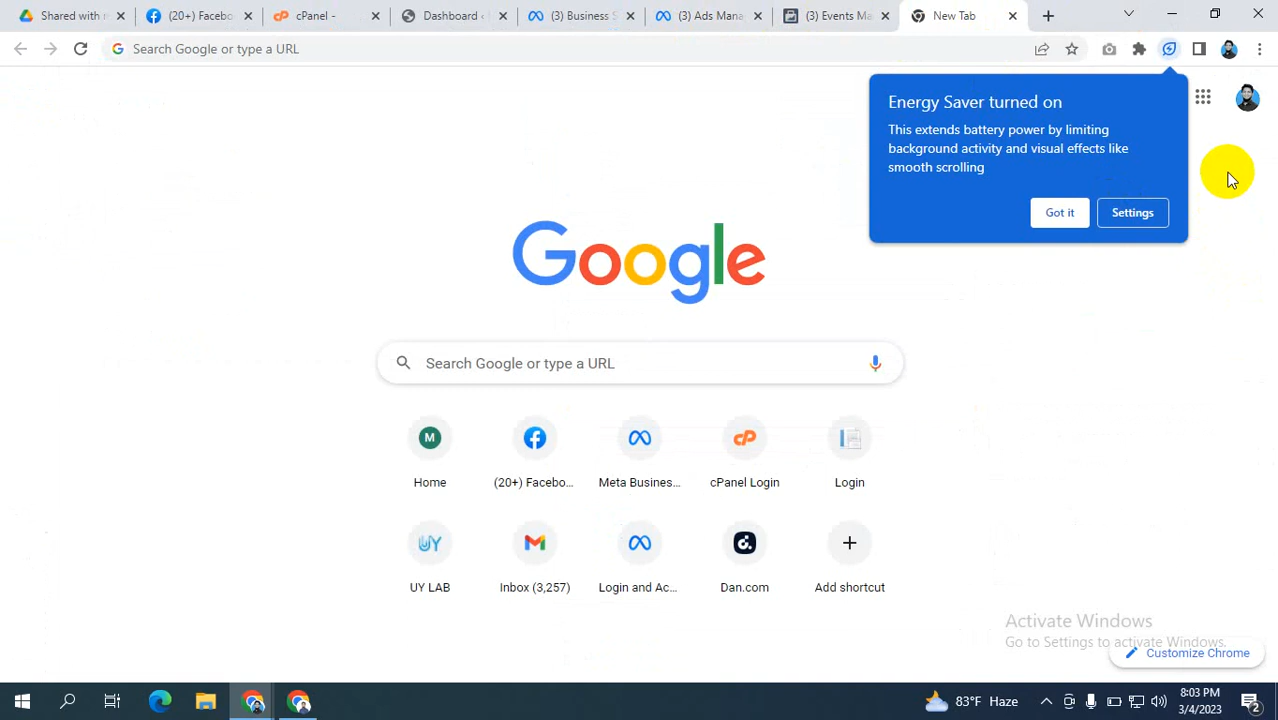 Shared with m
(20+) Facebo
cPanel -
Dashboard ‹
(3) Business S
(3) Ads Mana
(3) Events Ma
New Tab
Search Google or type a URL
Energy Saver turned on
This extends battery power by limiting
background activity and visual effects like
smooth scrolling
Got it
Settings
Google
Search Google or type a URL
M
Home
(20+) Facebo...
Meta Busines...
cP
cPanel Login
Login
UY
UY LAB
Inbox (3,257)
Login and Ac...
d.
Dan.com
Add shortcut
Activate Windows
Go to Settings to activate Windows.
Customize Chrome
83°F Haze
8:03 PM
3/4/2023
2